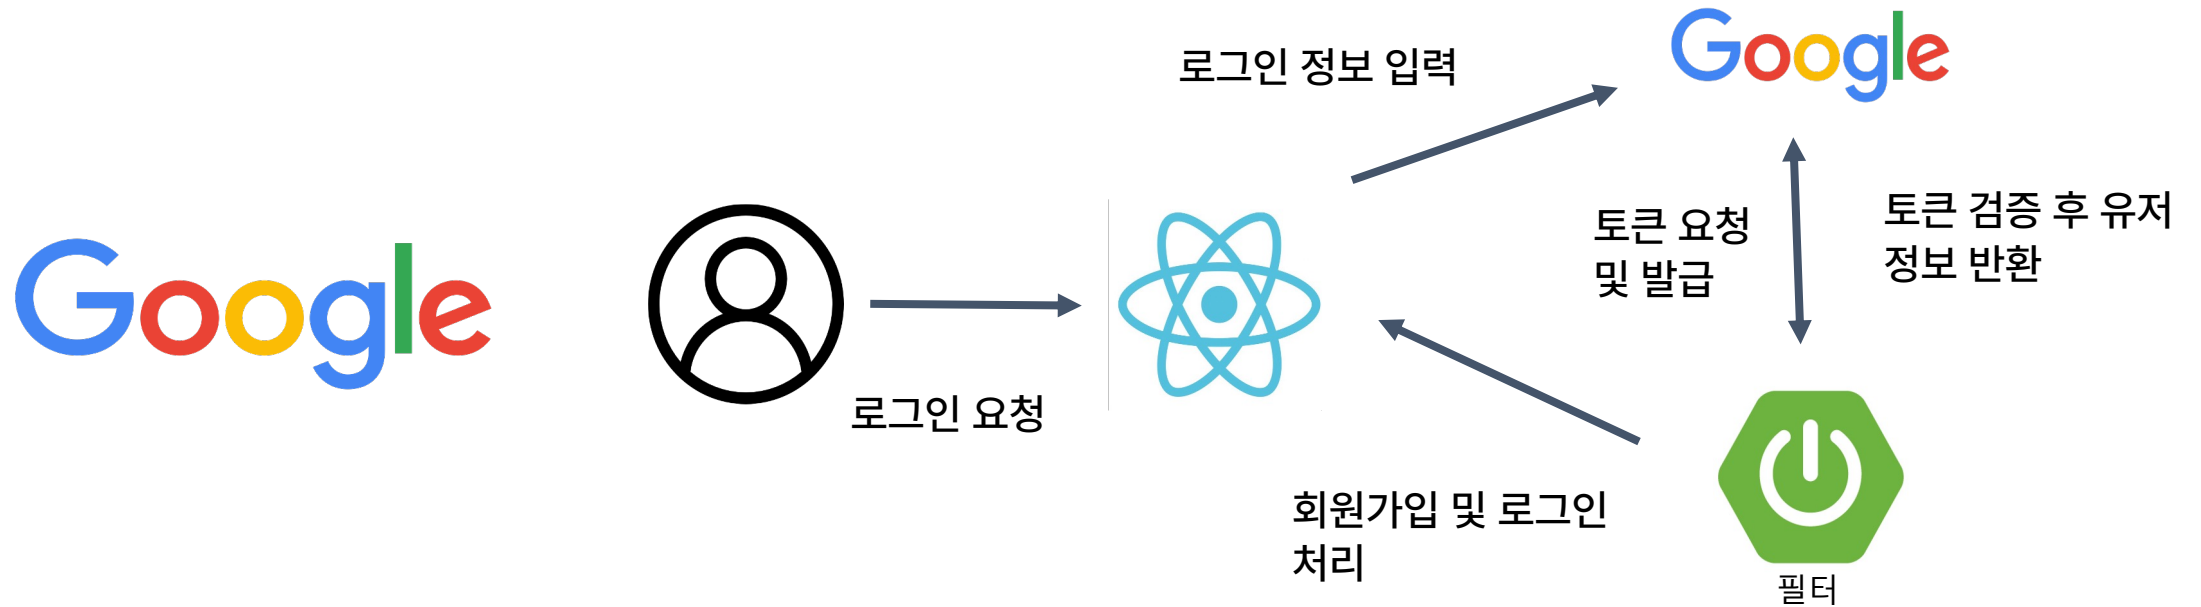 Google
로그인 요청
로그인 정보 입력
Google
토큰 요청
및 발급
토큰 검증 후 유저
정보 반환
회원가입 및 로그인
처리
필터